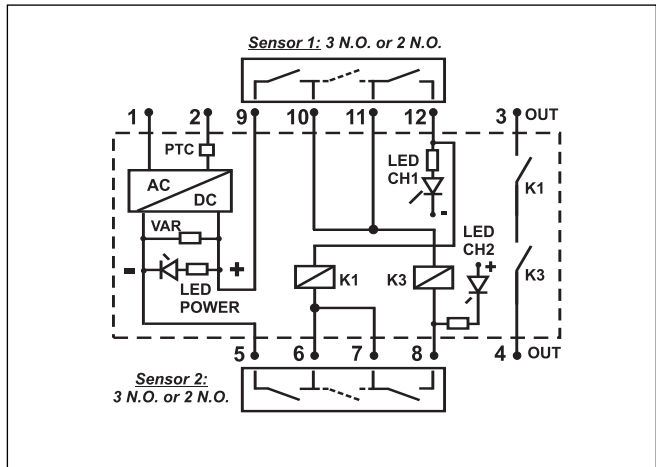 Sensor 1: 3 N.O. or 2 N.O.
1 2 9 10 11 12 3 OUT
PTC
LED
CH1
AC
DC
K1
-
VAR
LED
CH2
- + +
LED
POWER
K1 K3 K3
5 6 7 8 4 OUT
Sensor 2:
3 N.O. or 2 N.O.